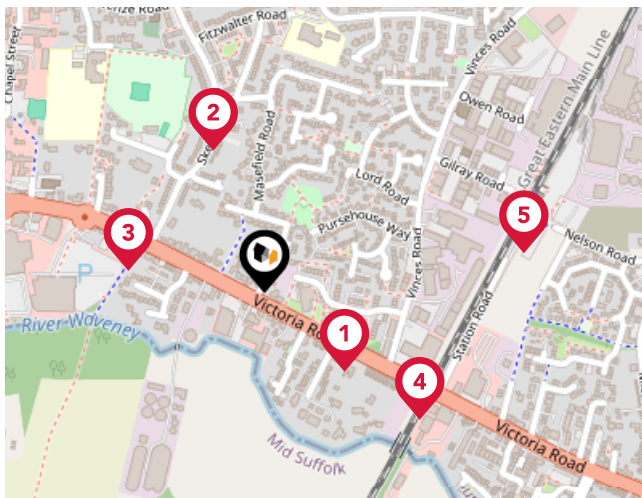 Fitzwalter Road
Chapel Street
Vinces Road
Great Eastern Main Line
Owen Road
2
Masefield Road
Gilray Road
Lord Road
Pursehouse Way
5
3
Nelson Road
Vinces Road
P
Victoria
1
Station Road
River Waveney
4
Victoria Road
Mid Suffolk